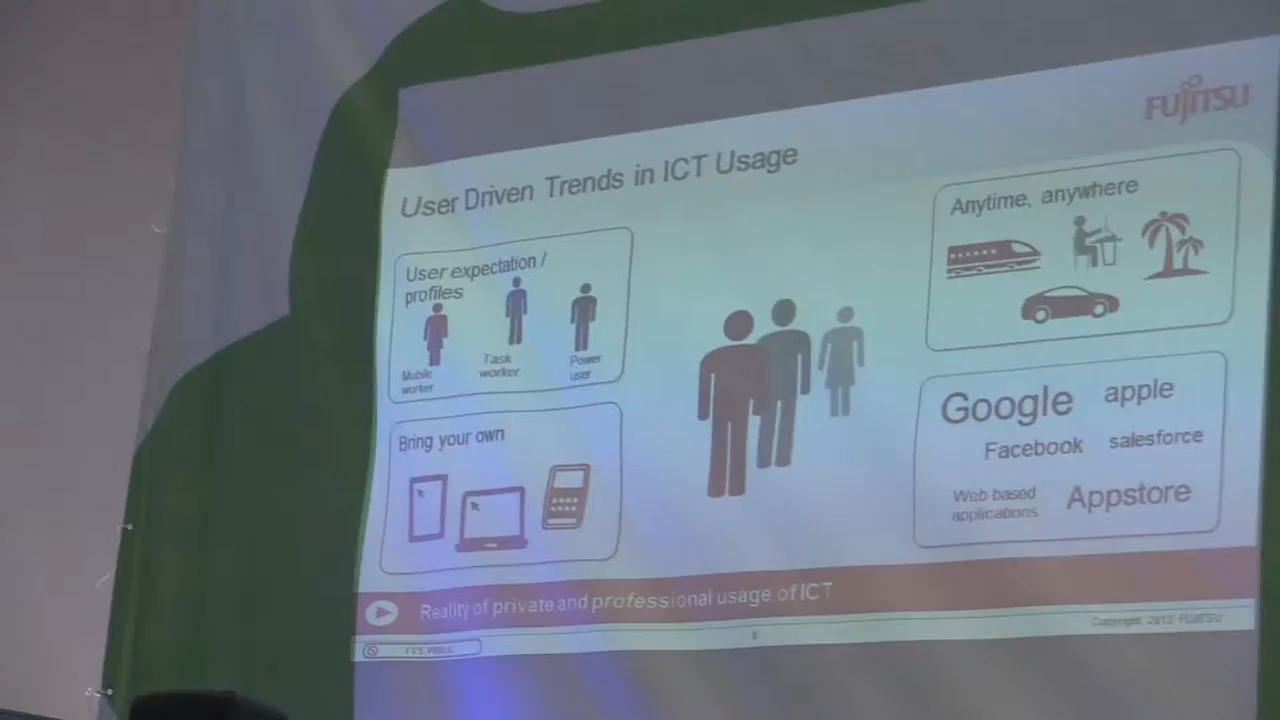 FUJITSU
User Driven Trends in ICT Usage
User expectation /
profiles
Mobile
worker
Task
worker
Power
user
Bring your own
Anytime, anywhere
Google
apple
Facebook
salesforce
Web based
applications
Appstore
Reality of private and professional usage of ICT
Copyright 2012 FUJITSU